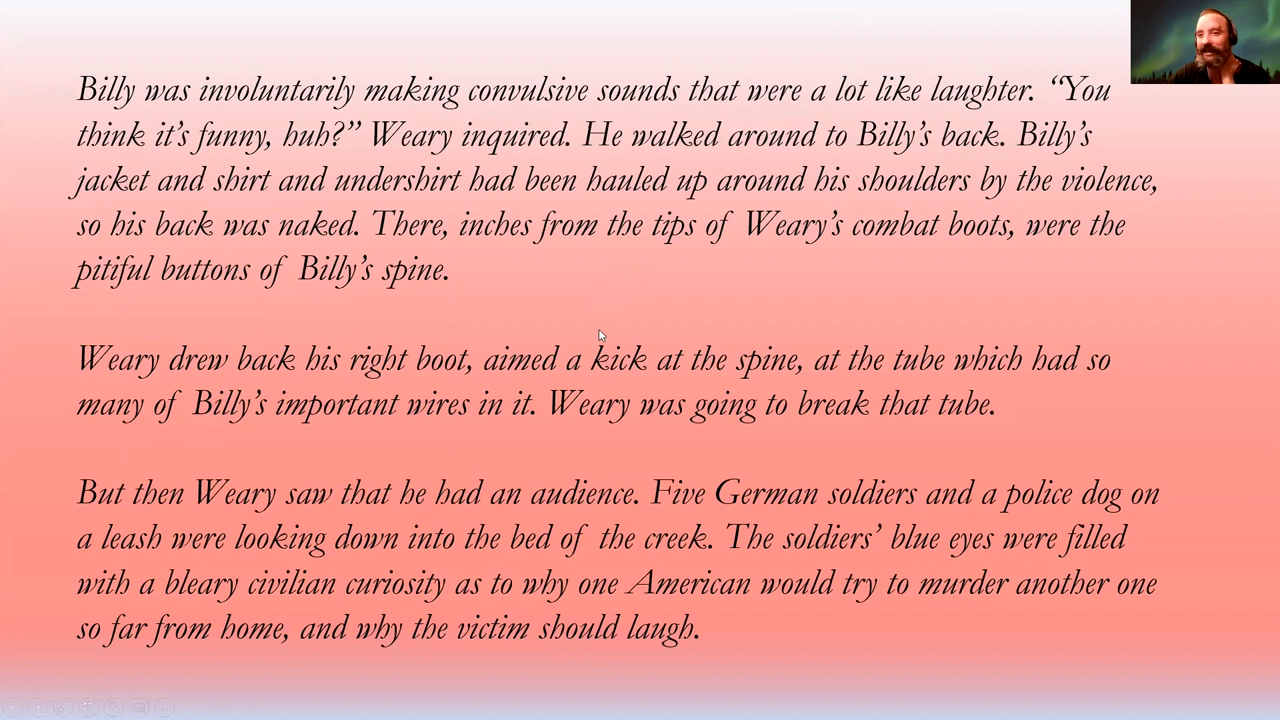 Billy was involuntarily making convulsive sounds that were a lot like laughter. “You
think it’s funny, huh?” Weary inquired. He walked around to Billy’s back. Billy’s
jacket and shirt and undershirt had been hauled up around his shoulders by the violence,
so his back was naked. There, inches from the tips of Weary’s combat boots, were the
pitiful buttons of Billy’s spine.
Weary drew back his right boot, aimed a kick at the spine, at the tube which had so
many of Billy’s important wires in it. Weary was going to break that tube.
But then Weary saw that he had an audience. Five German soldiers and a police dog on
a leash were looking down into the bed of the creek. The soldiers’ blue eyes were filled
with a bleary civilian curiosity as to why one American would try to murder another one
so far from home, and why the victim should laugh.